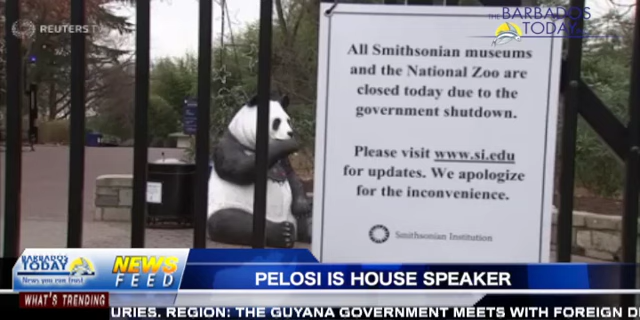 REUTERS
THE BARBADOS
TODAY
All Smithsonian museums
and the National Zoo are
closed today due to the
government shutdown.
Please visit www.si.edu
for updates. We apologize
for the inconvenience.
Smithsonian Institution
BARBADOS
TODAY
News you can trust
NEWS
FEED
PELOSI IS HOUSE SPEAKER
WHAT'S TRENDING
URIES. REGION: THE GUYANA GOVERNMENT MEETS WITH FOREIGN D